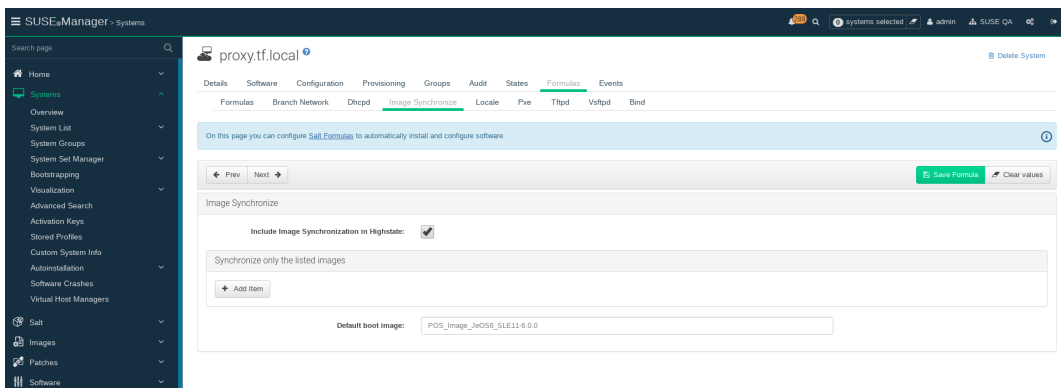 SUSE®Manager > Systems
288
0 systems selected
admin
SUSE QA
Search page
Home
Systems
Overview
System List
System Groups
System Set Manager
Bootstrapping
Visualization
Advanced Search
Activation Keys
Stored Profiles
Custom System Info
Autoinstallation
Software Crashes
Virtual Host Managers
Salt
Images
Patches
Software
proxy.tf.local ?
Delete System
Details Software Configuration Provisioning Groups Audit States Formulas Events
Formulas Branch Network Dhcpd Image Synchronize Locale Pxe Tftpd Vsftpd Bind
On this page you can configure Salt Formulas to automatically install and configure software.
Prev Next
Save Formula Clear values
Image Synchronize
Include Image Synchronization in Highstate:
Synchronize only the listed images
+ Add Item
Default boot image: POS_Image_JeOS6_SLE11-6.0.0